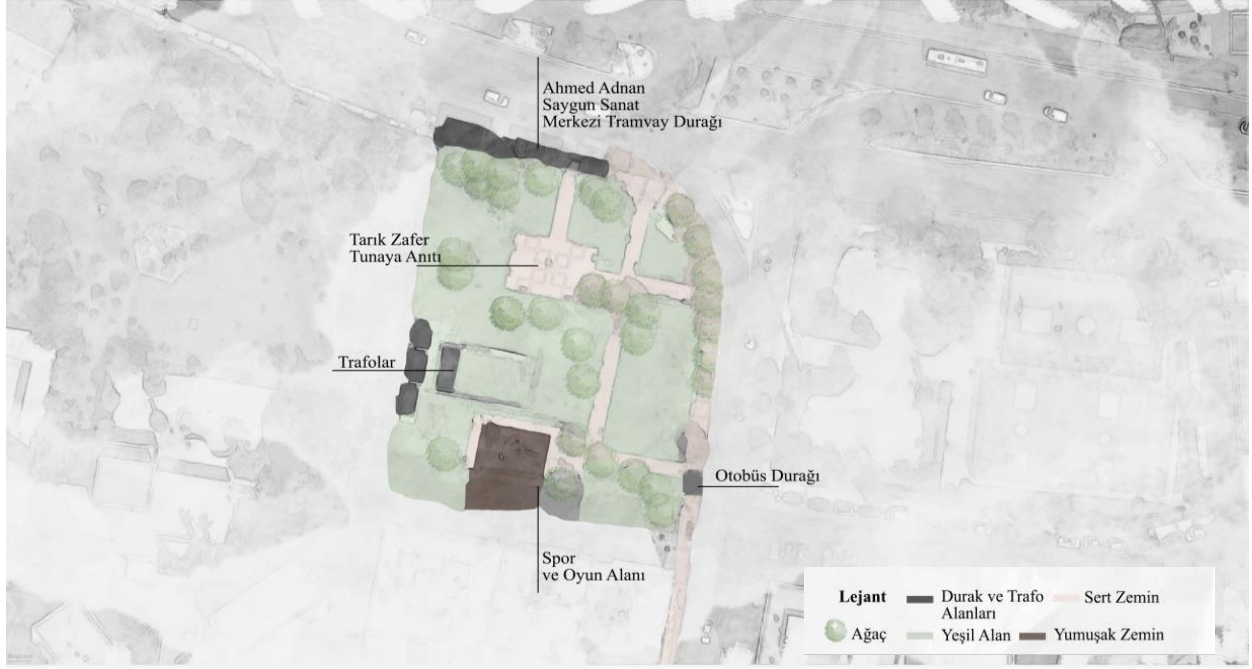 Ahmed Adnan
Saygun Sanat
Merkezi Tramvay Durağı
Tarık Zafer
Tunaya Anıtı
Trafolar
Otobüs Durağı
Spor
ve Oyun Alanı
Lejant
Ağaç
Durak ve Trafo
Alanları
Yeşil Alan
Sert Zemin
Yumuşak Zemin